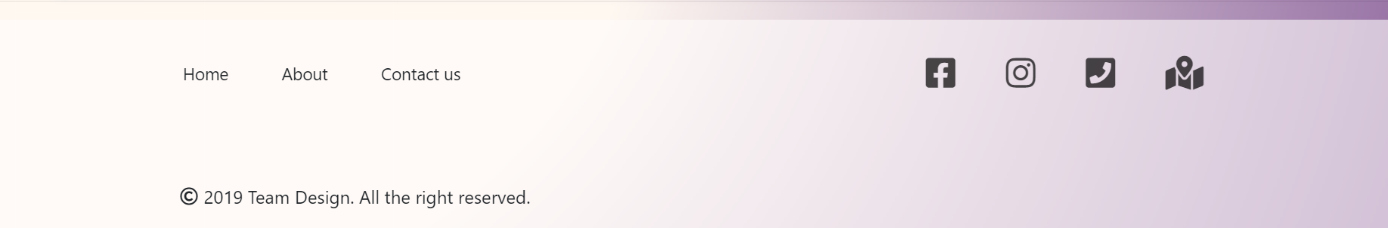 Home About Contact us
© 2019 Team Design. All the right reserved.